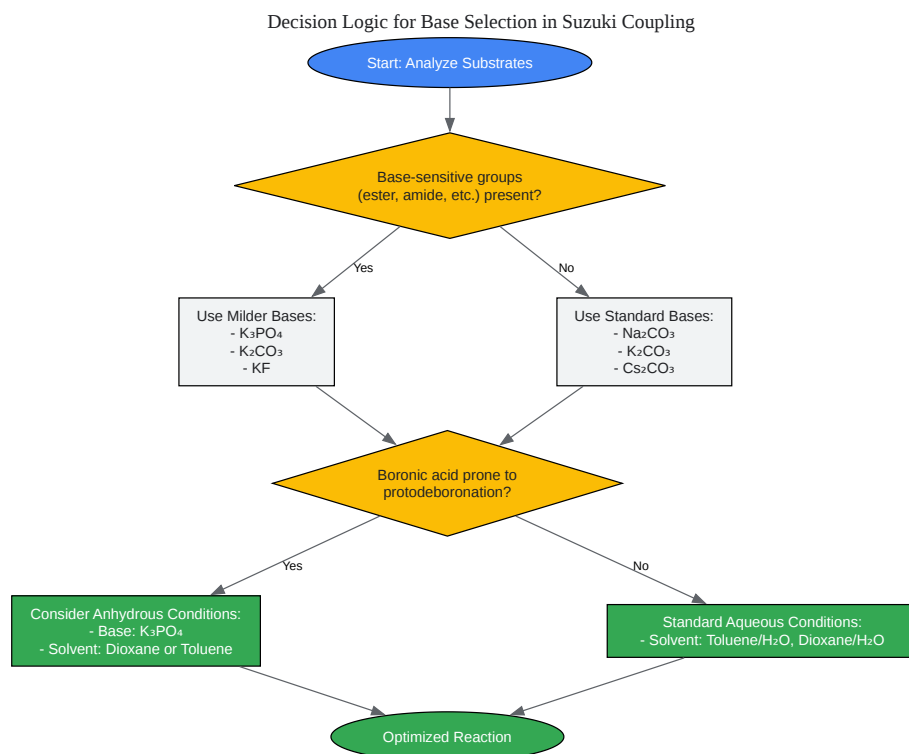 Decision Logic for Base Selection in Suzuki Coupling
Start: Analyze Substrates
Base-sensitive groups
(ester, amide, etc.) present?
Yes
No
Use Milder Bases:
- K₃PO₄
- K₂CO₃
- KF
Use Standard Bases:
- Na₂CO₃
- K₂CO₃
- Cs₂CO₃
Boronic acid prone to
protodeboronation?
Yes
No
Consider Anhydrous Conditions:
- Base: K₃PO₄
- Solvent: Dioxane or Toluene
Standard Aqueous Conditions:
- Solvent: Toluene/H₂O, Dioxane/H₂O
Optimized Reaction